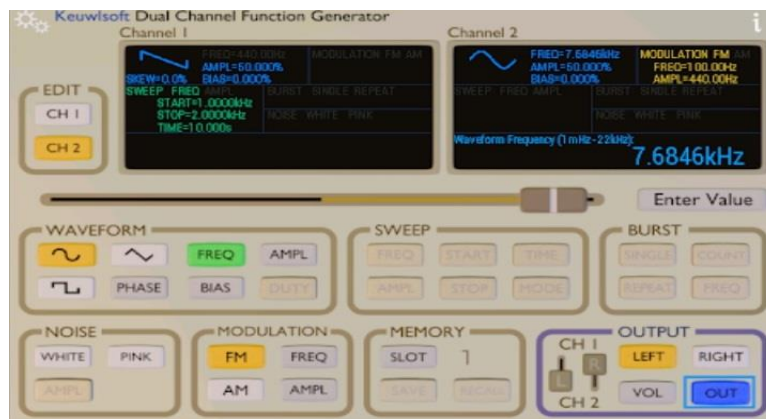 Keuwlsoft Dual Channel Function Generator
i
Channel 1
Channel 2
FREQ=440.00Hz
MODULATION FM AM
AMPL=50.000%
SKEW=0.0% BIAS=0.000%
SWEEP FREQ AMPL
BURST SINGLE REPEAT
START=1.0000kHz
STOP=2.0000kHz
NOISE WHITE PINK
TIME=10.000s
FREQ=7.6846kHz
MODULATION FM AM
AMPL=50.000%
FREQ=100.00Hz
BIAS=0.000%
AMPL=440.00Hz
SWEEP FREQ AMPL
BURST SINGLE REPEAT
NOISE WHITE PINK
Waveform Frequency (1mHz-22kHz):
7.6846kHz
EDIT
CH 1
CH 2
Enter Value
WAVEFORM
FREQ
AMPL
PHASE
BIAS
DUTY
SWEEP
FREQ
START
TIME
AMPL
STOP
MODE
BURST
SINGLE
COUNT
REPEAT
FREQ
NOISE
WHITE
PINK
AMPL
MODULATION
FM
FREQ
AM
AMPL
MEMORY
SLOT
1
SAVE
RECALL
OUTPUT
CH 1
L
R
CH 2
LEFT
RIGHT
VOL
OUT